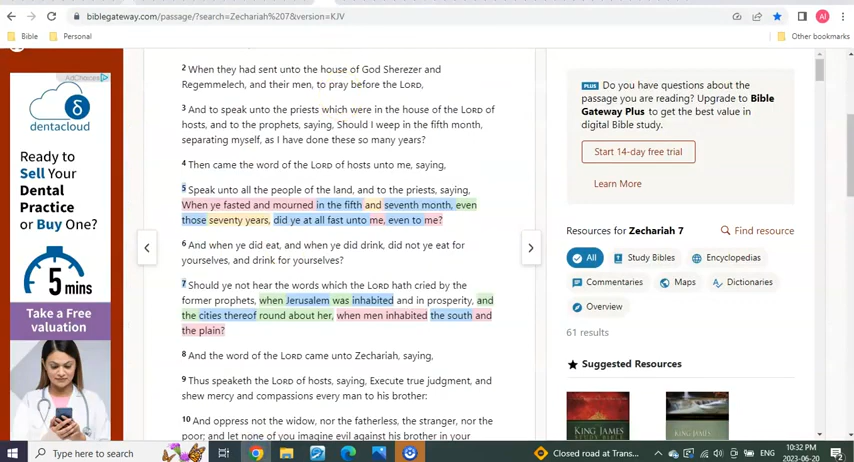 biblegateway.com/passage/?search=Zechariah%207&version=KJV
Bible Personal Other bookmarks
AdChoices
dentacloud
Ready to
Sell Your
Dental
Practice
or Buy One?
5
mins
Take a Free
valuation
2 When they had sent unto the house of God Sherezer and
Regemmelech, and their men, to pray before the LORD,
3 And to speak unto the priests which were in the house of the LORD of
hosts, and to the prophets, saying, Should I weep in the fifth month,
separating myself, as I have done these so many years?
4 Then came the word of the LORD of hosts unto me, saying,
5 Speak unto all the people of the land, and to the priests, saying,
When ye fasted and mourned in the fifth and seventh month, even
those seventy years, did ye at all fast unto me, even to me?
6 And when ye did eat, and when ye did drink, did not ye eat for
yourselves, and drink for yourselves?
7 Should ye not hear the words which the LORD hath cried by the
former prophets, when Jerusalem was inhabited and in prosperity, and
the cities thereof round about her, when men inhabited the south and
the plain?
8 And the word of the LORD came unto Zechariah, saying,
9 Thus speaketh the LORD of hosts, saying, Execute true judgment, and
shew mercy and compassions every man to his brother:
10 And oppress not the widow, nor the fatherless, the stranger, nor the
poor; and let none of you imagine evil against his brother in your
PLUS Do you have questions about the
passage you are reading? Upgrade to Bible
Gateway Plus to get the best value in
digital Bible study.
Start 14-day free trial
Learn More
Resources for Zechariah 7 Find resource
All Study Bibles Encyclopedias
Commentaries Maps Dictionaries
Overview
61 results
Suggested Resources
KING JAMES
KING JAMES
Type here to search
Closed road at Trans...
ENG
10:32 PM
2023-06-20
2